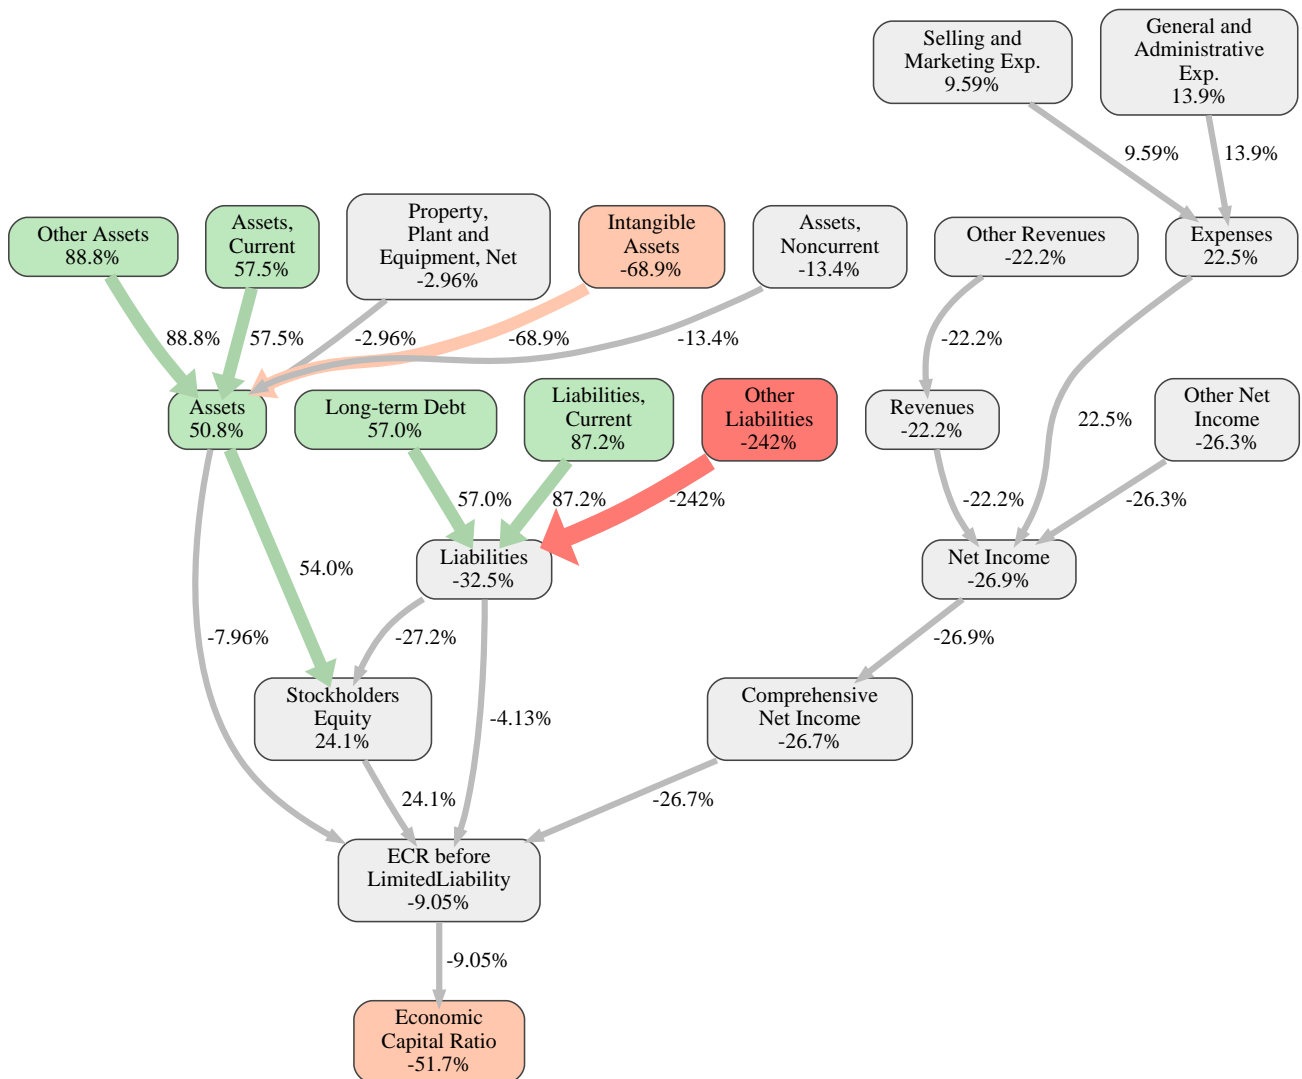 Selling and
Marketing Exp.
9.59%
General and
Administrative
Exp.
13.9%
9.59%
13.9%
Other Assets
88.8%
Assets,
Current
57.5%
Property,
Plant and
Equipment, Net
-2.96%
Intangible
Assets
-68.9%
Assets,
Noncurrent
-13.4%
Other Revenues
-22.2%
Expenses
22.5%
88.8%
57.5%
-2.96%
-68.9%
-13.4%
-22.2%
22.5%
Assets
50.8%
Long-term Debt
57.0%
Liabilities,
Current
87.2%
Other
Liabilities
-242%
Revenues
-22.2%
Other Net
Income
-26.3%
54.0%
57.0%
87.2%
-242%
-22.2%
-26.3%
Liabilities
-32.5%
Net Income
-26.9%
-7.96%
-27.2%
-4.13%
-26.9%
Stockholders
Equity
24.1%
Comprehensive
Net Income
-26.7%
24.1%
-26.7%
ECR before
LimitedLiability
-9.05%
-9.05%
Economic
Capital Ratio
-51.7%